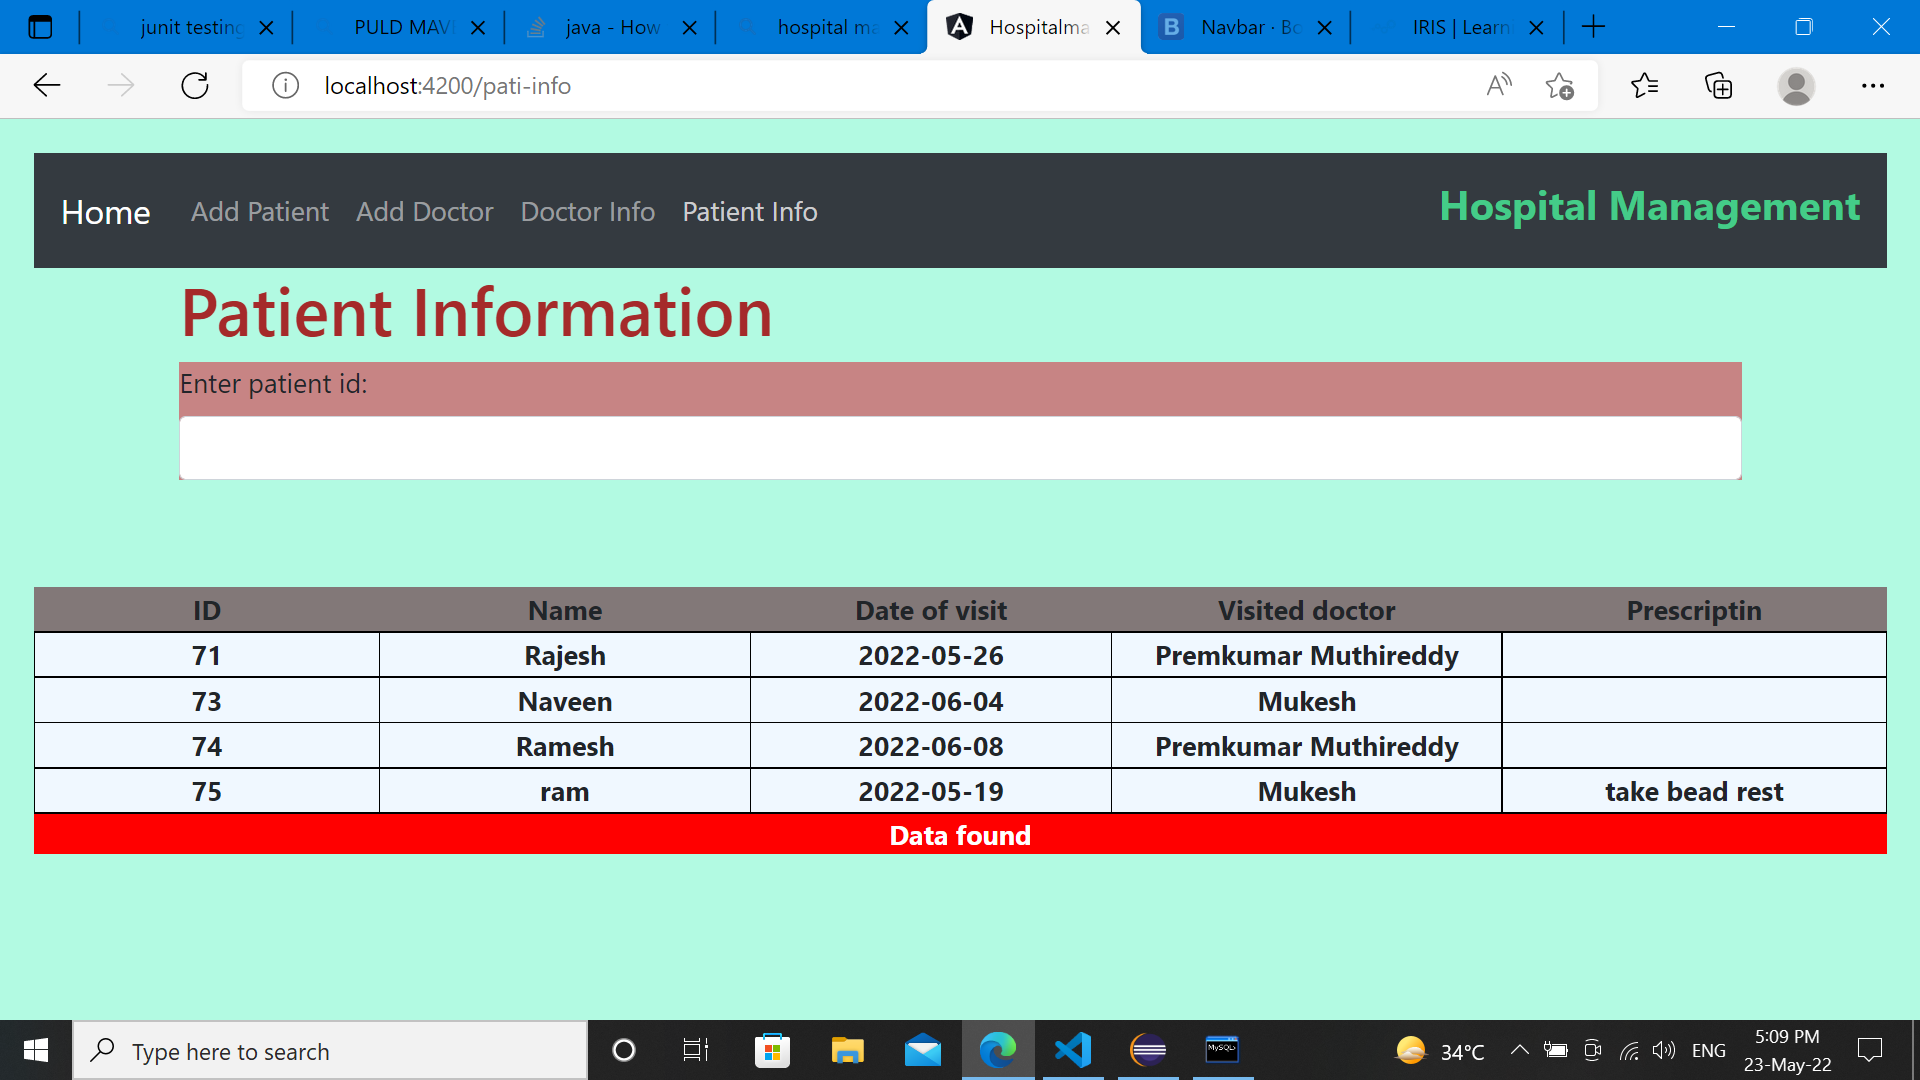 junit testing
PULD MAV
java - How
hospital ma
Hospitalma
Navbar · Bo
IRIS | Learn
localhost:4200/pati-info
Home Add Patient Add Doctor Doctor Info Patient Info Hospital Management
Patient Information
Enter patient id:
ID Name Date of visit Visited doctor Prescriptin
71 Rajesh 2022-05-26 Premkumar Muthireddy
73 Naveen 2022-06-04 Mukesh
74 Ramesh 2022-06-08 Premkumar Muthireddy
75 ram 2022-05-19 Mukesh take bead rest
Data found
Type here to search
MySQL
34°C
ENG
5:09 PM
23-May-22